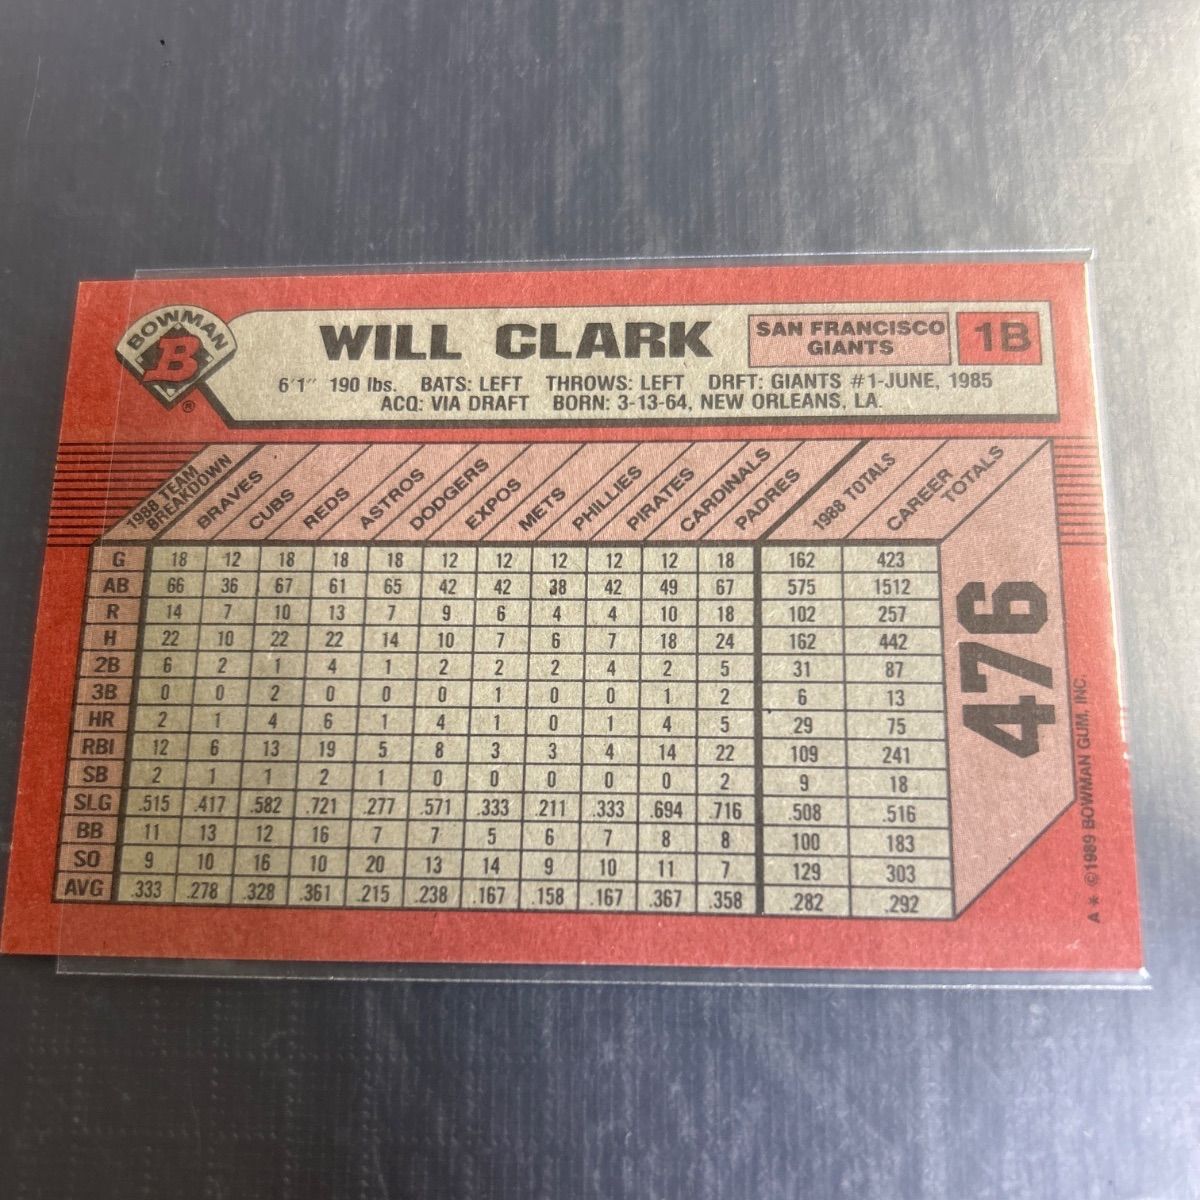 BOWMAN
B
®
WILL CLARK
SAN FRANCISCO
GIANTS
1B
6'1" 190 lbs. BATS: LEFT THROWS: LEFT DRFT: GIANTS #1-JUNE, 1985
ACQ: VIA DRAFT BORN: 3-13-64, NEW ORLEANS, LA.
1988 TEAM BREAKDOWN BRAVES CUBS REDS ASTROS DODGERS EXPOS METS PHILLIES PIRATES CARDINALS PADRES 1988 TOTALS CAREER TOTALS
G 18 12 18 18 18 12 12 12 12 12 18 162 423
AB 66 36 67 61 65 42 42 38 42 49 67 575 1512
R 14 7 10 13 7 9 6 4 4 10 18 102 257
H 22 10 22 22 14 10 7 6 7 18 24 162 442
2B 6 2 1 4 1 2 2 2 4 2 5 31 87
3B 0 0 2 0 0 0 1 0 0 1 2 6 13
HR 2 1 4 6 1 4 1 0 1 4 5 29 75
RBI 12 6 13 19 5 8 3 3 4 14 22 109 241
SB 2 1 1 2 1 0 0 0 0 0 2 9 18
SLG .515 .417 .582 .721 .277 .571 .333 .211 .333 .694 .716 .508 .516
BB 11 13 12 16 7 7 5 6 7 8 8 100 183
SO 9 10 16 10 20 13 14 9 10 11 7 129 303
AVG .333 .278 .328 .361 .215 .238 .167 .158 .167 .367 .358 .282 .292
476
A * ©1989 BOWMAN GUM, INC.